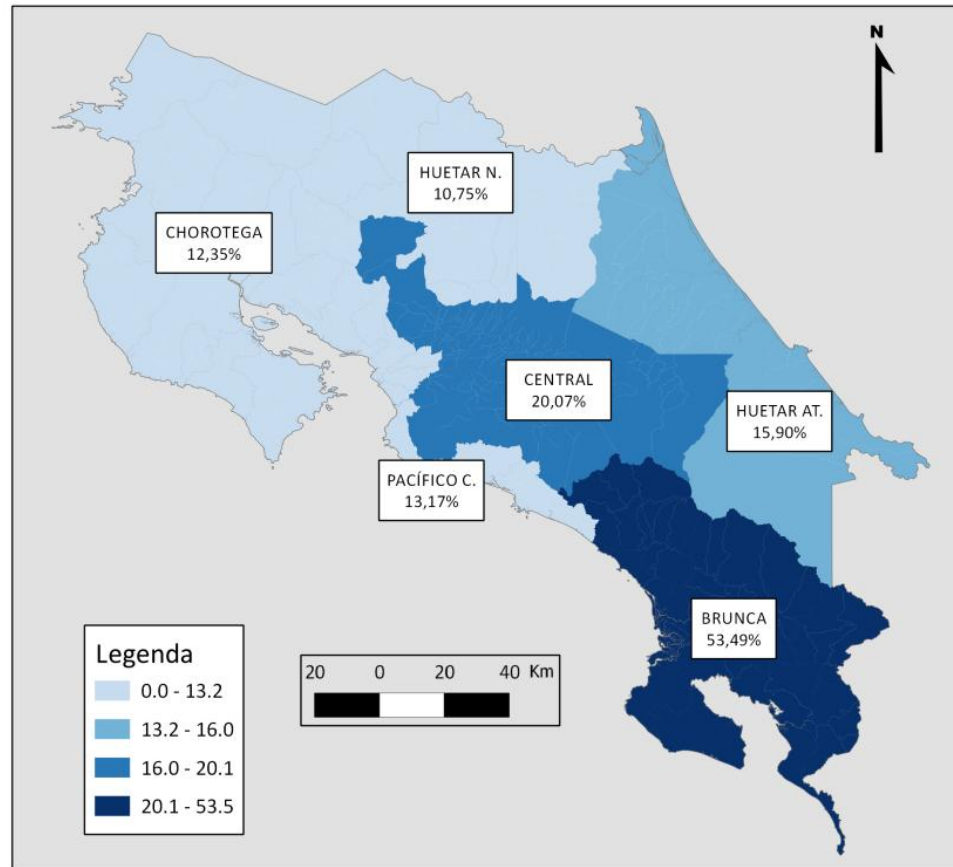 N
HUETAR N.
10,75%
CHOROTEGA
12,35%
CENTRAL
20,07%
HUETAR AT.
15,90%
PACÍFICO C.
13,17%
BRUNCA
53,49%
Legenda
0.0 - 13.2
13.2 - 16.0
16.0 - 20.1
20.1 - 53.5
20 0 20 40 Km